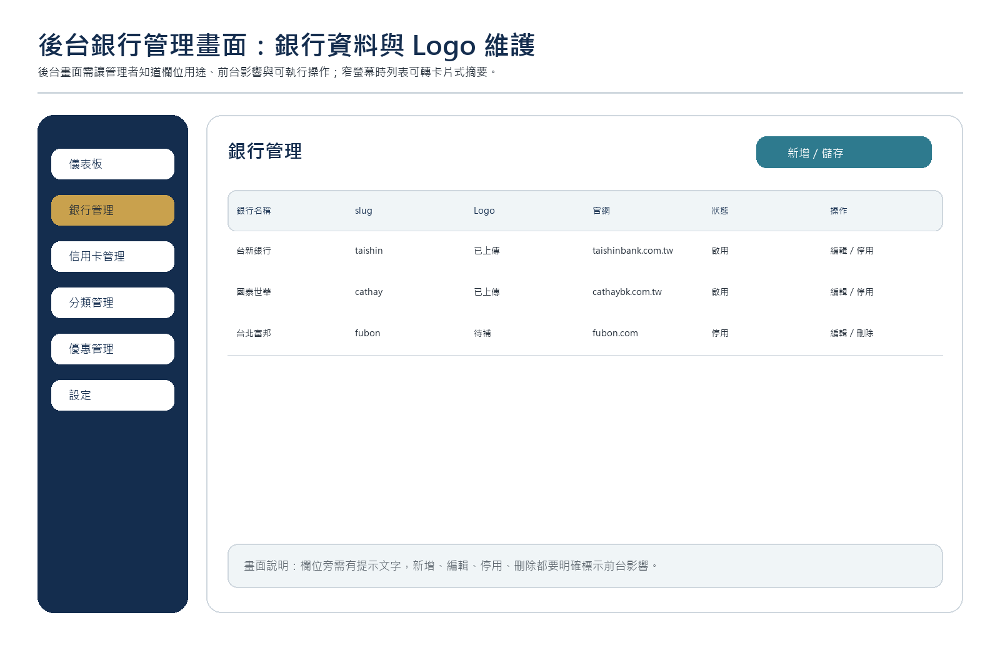 後台銀行管理畫面：銀行資料與 Logo 維護
後台畫面需讓管理者知道欄位用途、前台影響與可執行操作；窄螢幕時列表可轉卡片式摘要。
儀表板
銀行管理
信用卡管理
分類管理
優惠管理
設定
銀行管理
新增 / 儲存
銀行名稱 slug Logo 官網 狀態 操作
台新銀行 taishin 已上傳 taishinbank.com.tw 啟用 編輯 / 停用
國泰世華 cathay 已上傳 cathaybk.com.tw 啟用 編輯 / 停用
台北富邦 fubon 待補 fubon.com 停用 編輯 / 刪除
畫面說明：欄位旁需有提示文字，新增、編輯、停用、刪除都要明確標示前台影響。